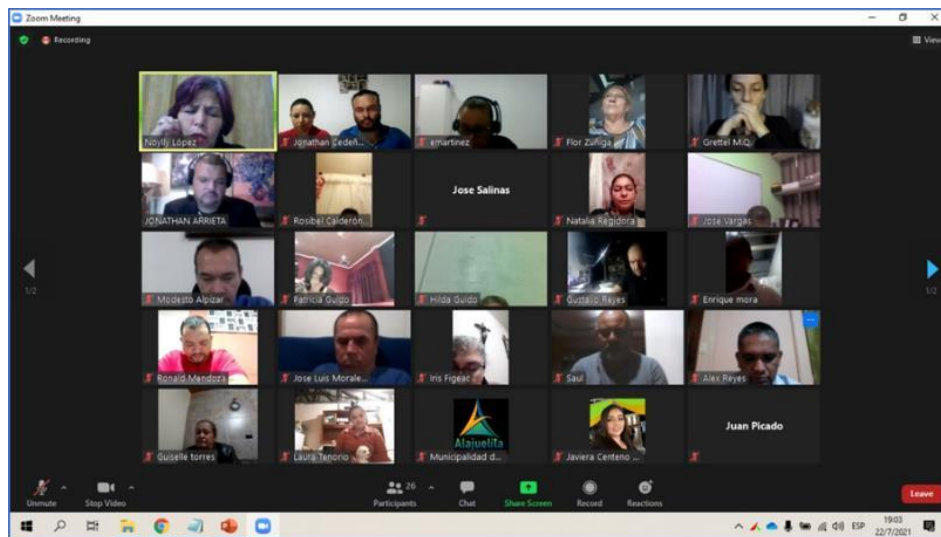 Zoom Meeting
Recording
View
Noylly López
Jonathan Cedeñ...
emartinez
Flor Zuñiga
Grettel M.Q.
JONATHAN ARRIETA
Rosibel Calderón...
Jose Salinas
Natalia Regidora
Jose Vargas
Modesto Alpizar
Patricia Guido
Hilda Guido
Gustavo Reyes
Enrique mora
1/2
1/2
Ronald Mendoza...
Jose Luis Morale...
Iris Figeac
Saul
Alex Reyes
Guiselle torres
Laura Tenorio
Alajuelita
Municipalidad d...
Javiera Centeno ...
Juan Picado
Unmute
Stop Video
26
Participants
Chat
Share Screen
Record
Reactions
Leave
ESP
19:03
22/7/2021